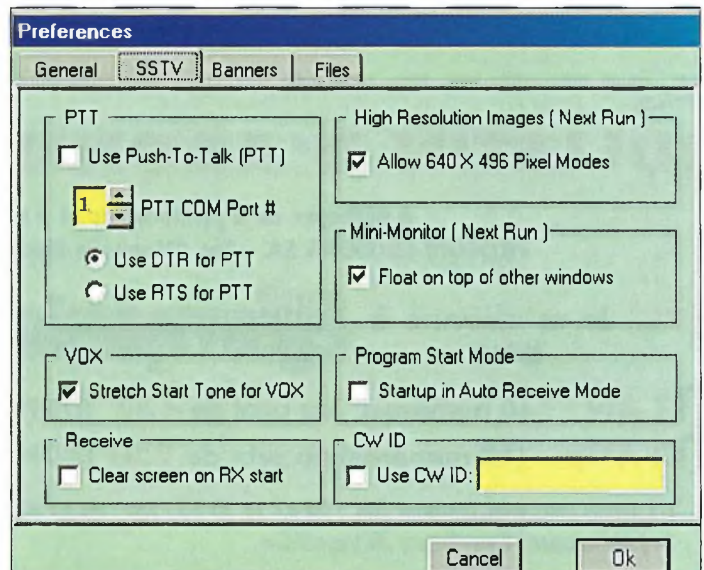 Preferences
General SSTV Banners Files
PTT
Use Push-To-Talk (PTT)
1 PTT COM Port #
Use DTR for PTT
Use RTS for PTT
High Resolution Images ( Next Run )
Allow 640 X 496 Pixel Modes
Mini-Monitor ( Next Run )
Float on top of other windows
VOX
Stretch Start Tone for VOX
Program Start Mode
Startup in Auto Receive Mode
Receive
Clear screen on RX start
CW ID
Use CW ID:
Cancel Ok